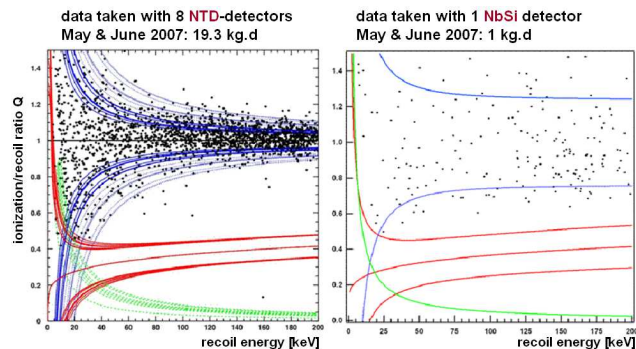 data taken with 8 NTD-detectors
May & June 2007: 19.3 kg.d
data taken with 1 NbSi detector
May & June 2007: 1 kg.d
ionization/recoil ratio Q
1.4
1.2
1.0
0.8
0.6
0.4
0.2
0
0 20 40 60 80 100 120 140 160 180 200
recoil energy [keV]
1.4
1.2
1.0
0.8
0.6
0.4
0.2
0
0 25 50 75 100 125 150 175 200
recoil energy [keV]